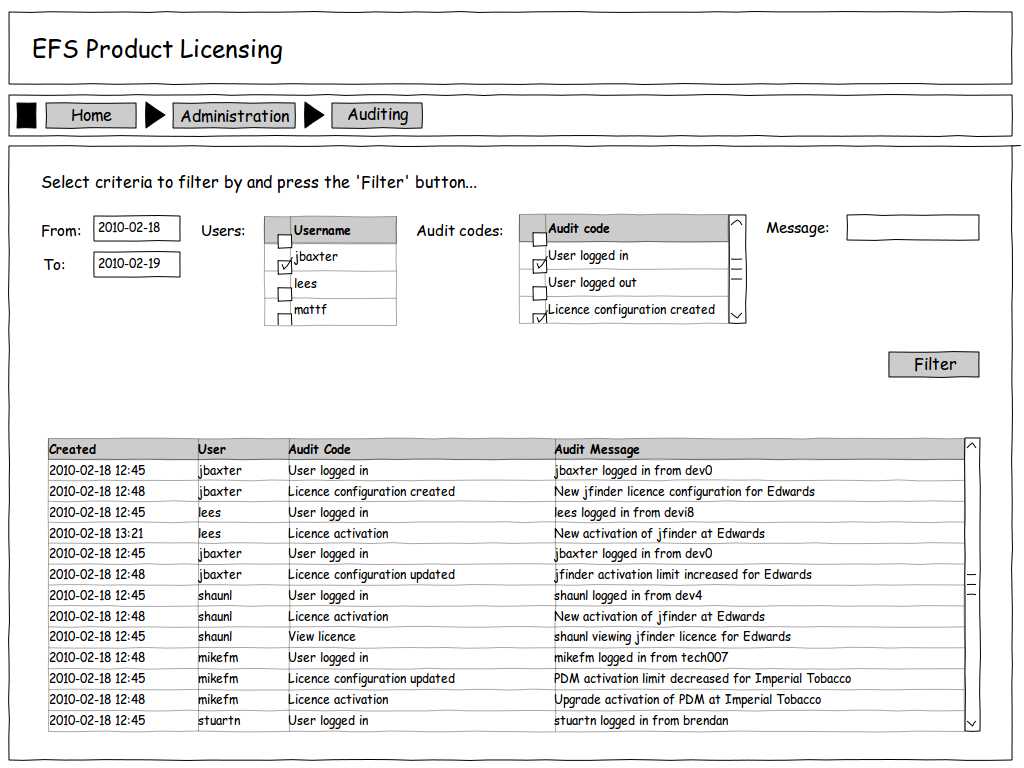 EFS Product Licensing
Home Administration Auditing
Select criteria to filter by and press the 'Filter' button...
From: 2010-02-18 Users: Username Audit codes: Audit code Message:
To: 2010-02-19 jbaxter User logged in
lees User logged out
mattf Licence configuration created
Filter
Created User Audit Code Audit Message
2010-02-18 12:45 jbaxter User logged in jbaxter logged in from dev0
2010-02-18 12:48 jbaxter Licence configuration created New jfinder licence configuration for Edwards
2010-02-18 12:45 lees User logged in lees logged in from devi8
2010-02-18 13:21 lees Licence activation New activation of jfinder at Edwards
2010-02-18 12:45 jbaxter User logged in jbaxter logged in from dev0
2010-02-18 12:48 jbaxter Licence configuration updated jfinder activation limit increased for Edwards
2010-02-18 12:45 shaunl User logged in shaunl logged in from dev4
2010-02-18 12:48 shaunl Licence activation New activation of jfinder at Edwards
2010-02-18 12:45 shaunl View licence shaunl viewing jfinder licence for Edwards
2010-02-18 12:48 mikefm User logged in mikefm logged in from tech007
2010-02-18 12:45 mikefm Licence configuration updated PDM activation limit decreased for Imperial Tobacco
2010-02-18 12:48 mikefm Licence activation Upgrade activation of PDM at Imperial Tobacco
2010-02-18 12:45 stuartn User logged in stuartn logged in from brendan